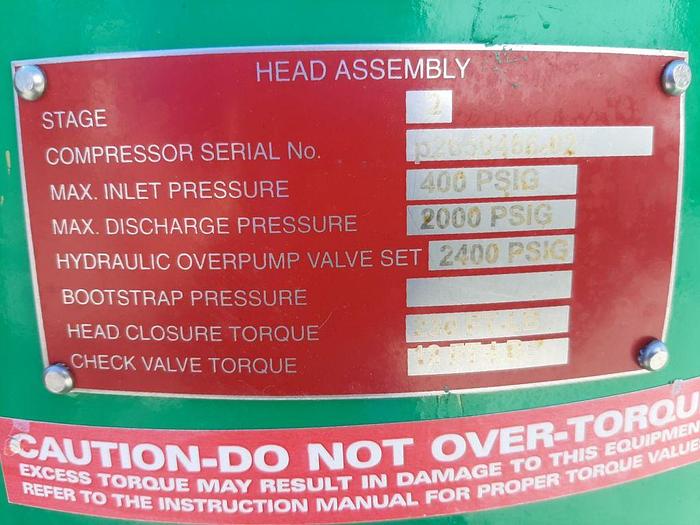 HEAD ASSEMBLY
STAGE 2
COMPRESSOR SERIAL No.
MAX. INLET PRESSURE 400 PSIG
MAX. DISCHARGE PRESSURE 2000 PSIG
HYDRAULIC OVERPUMP VALVE SET 2400 PSIG
BOOTSTRAP PRESSURE
HEAD CLOSURE TORQUE
CHECK VALVE TORQUE
CAUTION-DO NOT OVER-TORQU
EXCESS TORQUE MAY RESULT IN DAMAGE TO THIS EQUIPMEN
REFER TO THE INSTRUCTION MANUAL FOR PROPER TORQUE VALUE